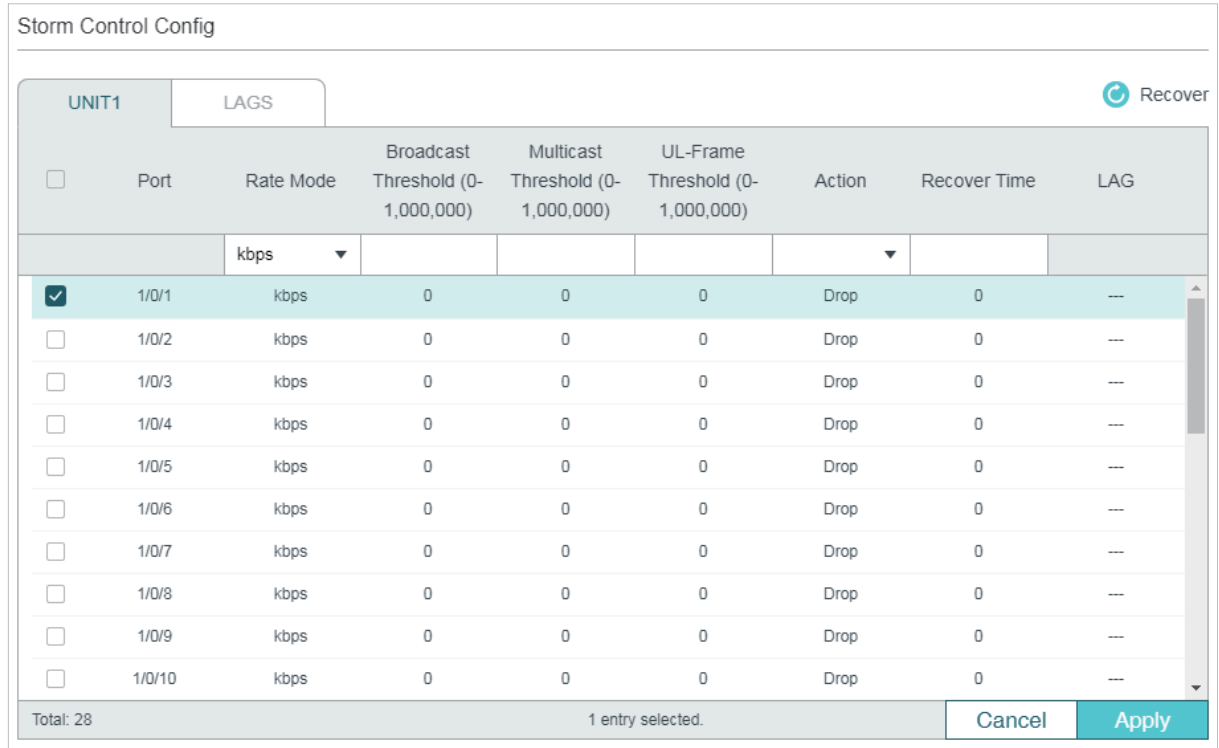 Storm Control Config
UNIT1 LAGS Recover
Port Rate Mode Broadcast Threshold (0-1,000,000) Multicast Threshold (0-1,000,000) UL-Frame Threshold (0-1,000,000) Action Recover Time LAG
kbps
1/0/1 kbps 0 0 0 Drop 0 ---
1/0/2 kbps 0 0 0 Drop 0 ---
1/0/3 kbps 0 0 0 Drop 0 ---
1/0/4 kbps 0 0 0 Drop 0 ---
1/0/5 kbps 0 0 0 Drop 0 ---
1/0/6 kbps 0 0 0 Drop 0 ---
1/0/7 kbps 0 0 0 Drop 0 ---
1/0/8 kbps 0 0 0 Drop 0 ---
1/0/9 kbps 0 0 0 Drop 0 ---
1/0/10 kbps 0 0 0 Drop 0 ---
Total: 28 1 entry selected. Cancel Apply